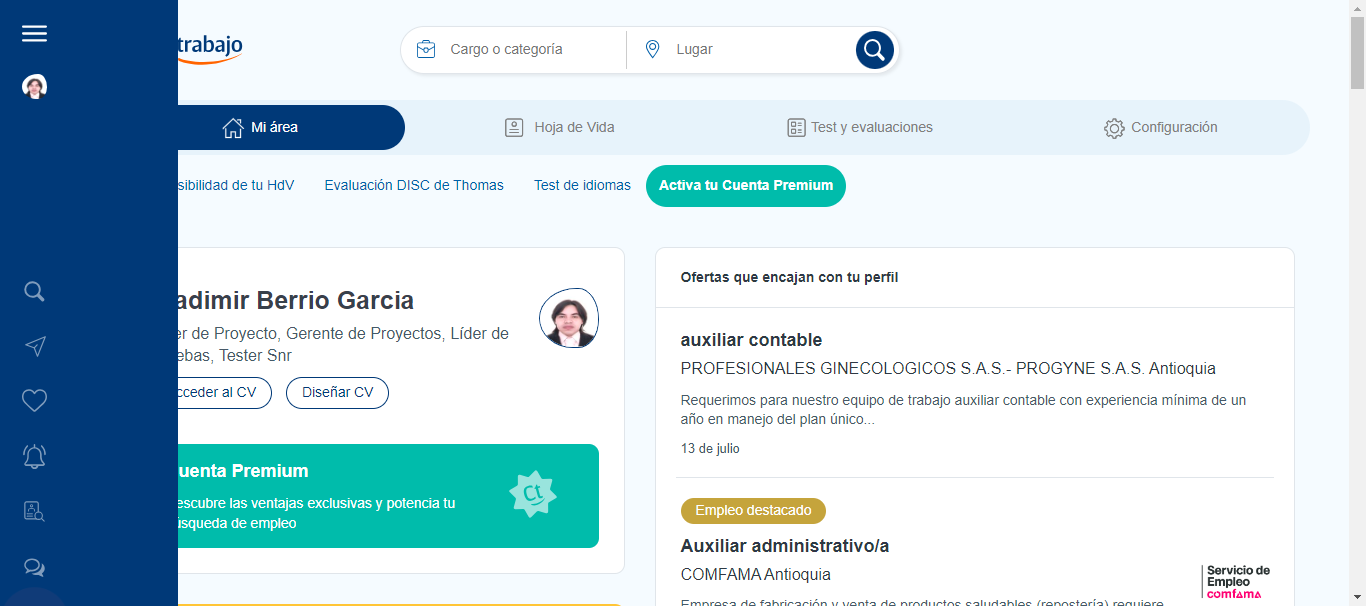 trabajo
Cargo o categoría
Lugar
Mi área
Hoja de Vida
Test y evaluaciones
Configuración
sibilidad de tu HdV
Evaluación DISC de Thomas
Test de idiomas
Activa tu Cuenta Premium
adimir Berrio Garcia
er de Proyecto, Gerente de Proyectos, Líder de
ebas, Tester Snr
cceder al CV
Diseñar CV
uenta Premium
escubre las ventajas exclusivas y potencia tu
úsqueda de empleo
Ct
Ofertas que encajan con tu perfil
auxiliar contable
PROFESIONALES GINECOLOGICOS S.A.S.- PROGYNE S.A.S. Antioquia
Requerimos para nuestro equipo de trabajo auxiliar contable con experiencia mínima de un
año en manejo del plan único...
13 de julio
Empleo destacado
Auxiliar administrativo/a
COMFAMA Antioquia
Servicio de
Empleo
comfama
Empresa de fabricación y venta de productos saludables (repostería) requiere